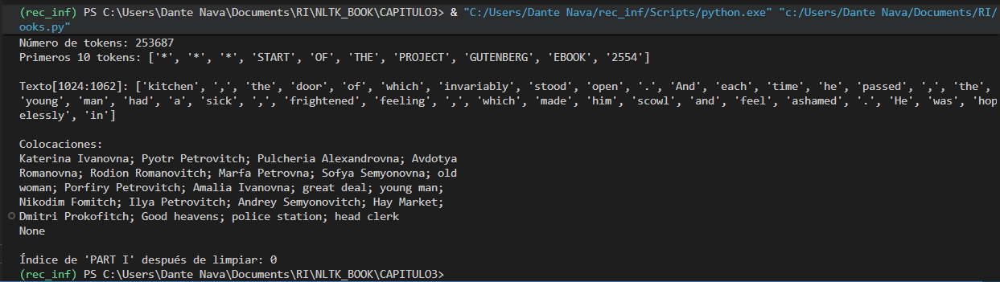 (rec_inf) PS C:\Users\Dante Nava\Documents\RI\NLTK_BOOK\CAPITULO3> & "C:/Users/Dante Nava/rec_inf/Scripts/python.exe" "c:/Users/Dante Nava/Documents/RI/
ooks.py"
Número de tokens: 253687
Primeros 10 tokens: ['*', '*', '*', 'START', 'OF', 'THE', 'PROJECT', 'GUTENBERG', 'EBOOK', '2554']
Texto[1024:1062]: ['kitchen', ',', 'the', 'door', 'of', 'which', 'invariably', 'stood', 'open', '.', 'And', 'each', 'time', 'he', 'passed', ',', 'the',
'young', 'man', 'had', 'a', 'sick', ',', 'frightened', 'feeling', ',', 'which', 'made', 'him', 'scowl', 'and', 'feel', 'ashamed', '.', 'He', 'was', 'hop
elessly', 'in']
Colocaciones:
Katerina Ivanovna; Pyotr Petrovitch; Pulcheria Alexandrovna; Avdotya
Romanovna; Rodion Romanovitch; Marfa Petrovna; Sofya Semyonovna; old
woman; Porfiry Petrovitch; Amalia Ivanovna; great deal; young man;
Nikodim Fomitch; Ilya Petrovitch; Andrey Semyonovitch; Hay Market;
Dmitri Prokofitch; Good heavens; police station; head clerk
None
Índice de 'PART I' después de limpiar: 0
(rec_inf) PS C:\Users\Dante Nava\Documents\RI\NLTK_BOOK\CAPITULO3>